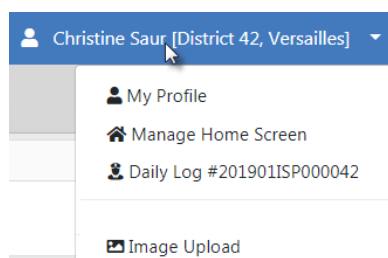 Christine Saur [District 42, Versailles]
My Profile
Manage Home Screen
Daily Log #201901ISP000042
Image Upload